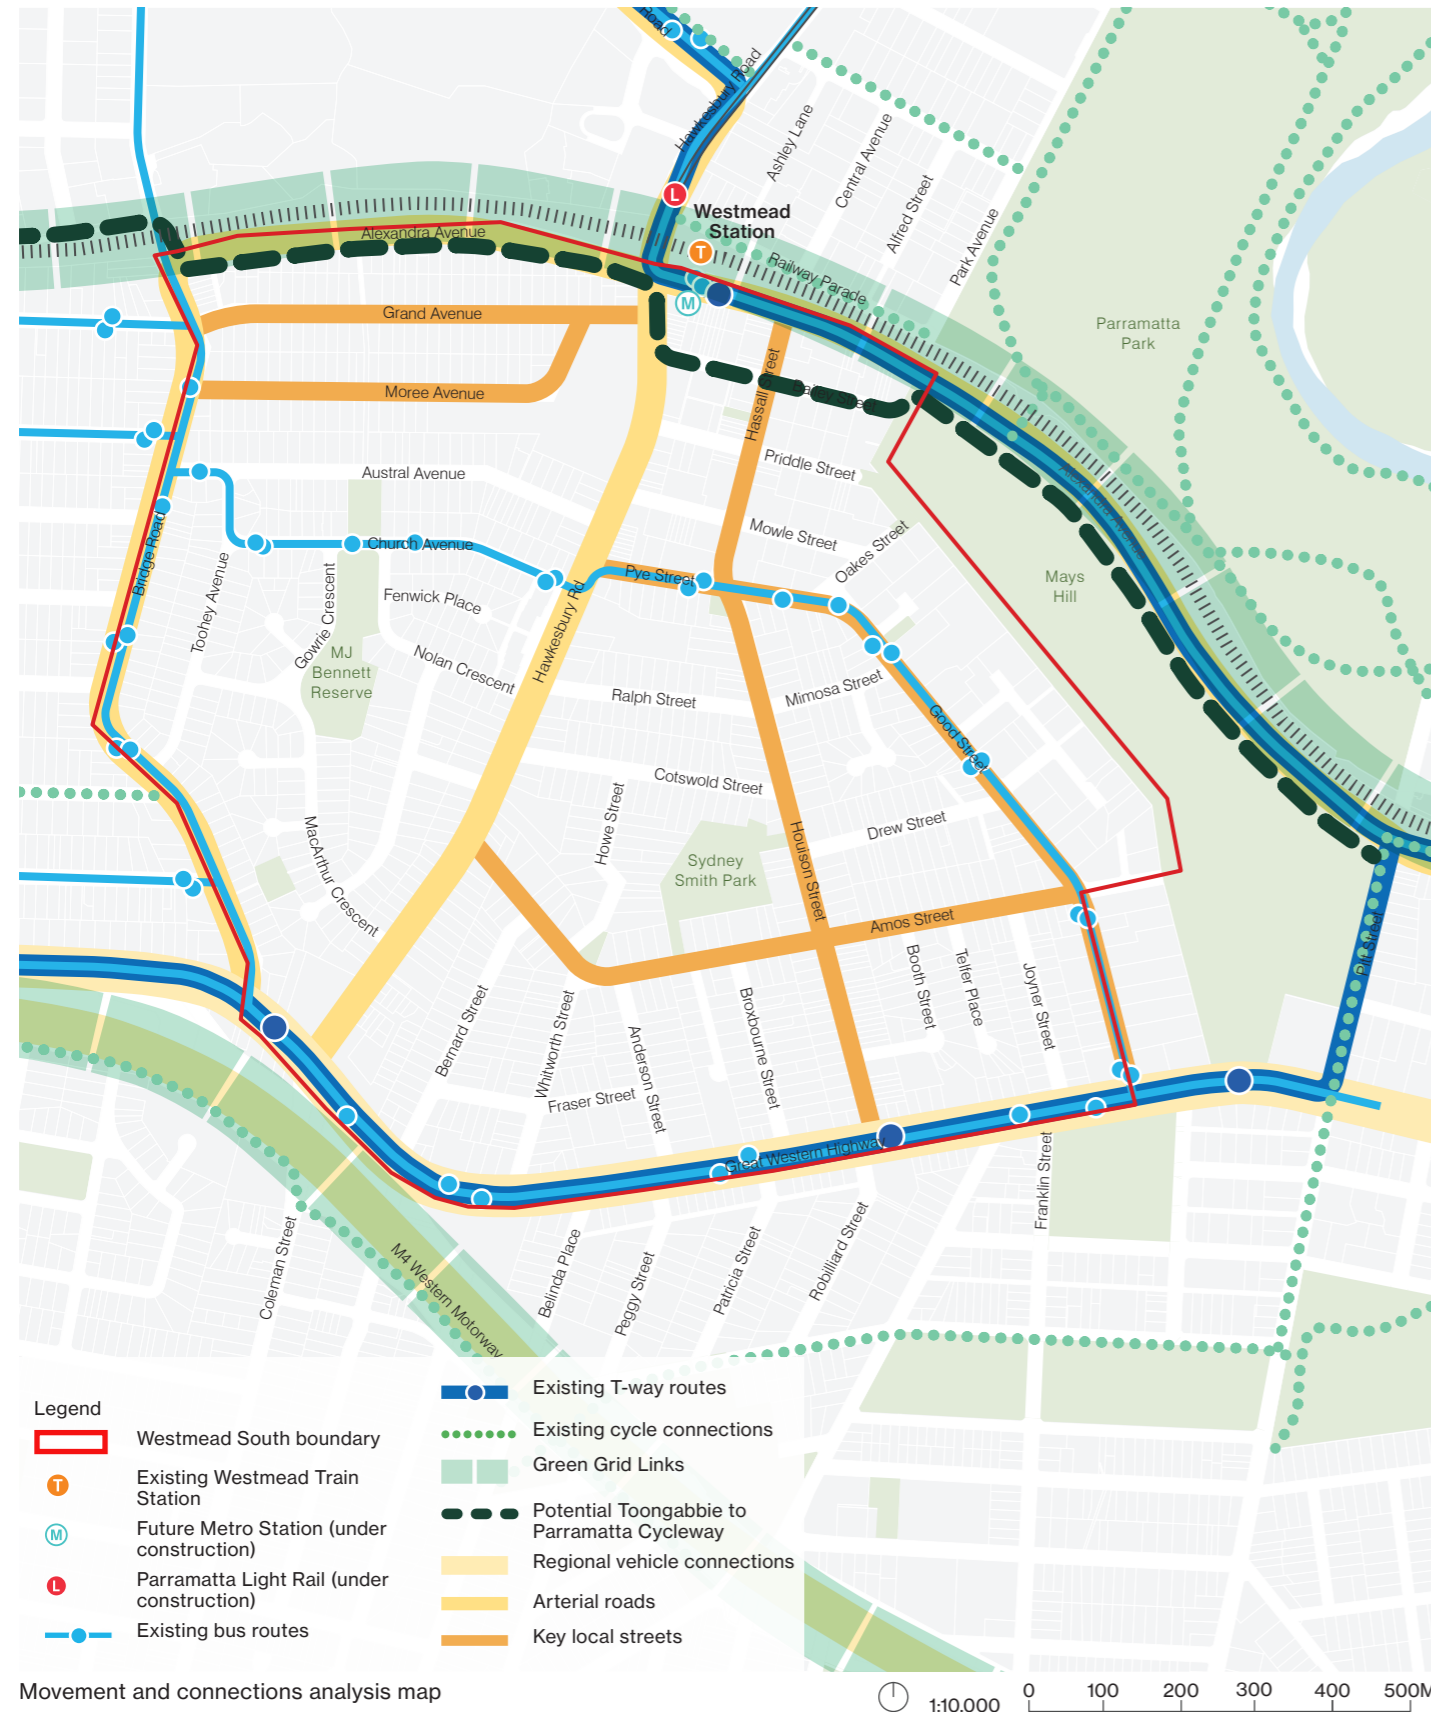 Road
Hawkesbury Road
Ashley Lane
Central Avenue
Alfred Street
Park Avenue
L
Westmead
Station
T
M
Alexandra Avenue
Railway Parade
Parramatta
Park
Grand Avenue
Moree Avenue
Hassall Street
Bailey Street
Priddle Street
Austral Avenue
Alexandra Avenue
Mowle Street
Oakes Street
Bridge Road
Church Avenue
Toohey Avenue
Gowrie Crescent
Fenwick Place
Pye Street
Hawkesbury Rd
Mays
Hill
MJ
Bennett
Reserve
Nolan Crescent
Ralph Street
Mimosa Street
Good Street
Cotswold Street
Howe Street
Drew Street
Houison Street
MacArthur Crescent
Sydney
Smith Park
Amos Street
Pitt Street
Booth Street
Telfer Place
Joyner Street
Bernard Street
Whitworth Street
Anderson Street
Broxbourne Street
Fraser Street
Great Western Highway
Franklin Street
Coleman Street
M4 Western Motorway
Belinda Place
Peggy Street
Patricia Street
Robilliard Street
Legend
Westmead South boundary
T
Existing Westmead Train
Station
M
Future Metro Station (under
construction)
L
Parramatta Light Rail (under
construction)
Existing bus routes
Existing T-way routes
Existing cycle connections
Green Grid Links
Potential Toongabbie to
Parramatta Cycleway
Regional vehicle connections
Arterial roads
Key local streets
Movement and connections analysis map
1:10,000
0 100 200 300 400 500M